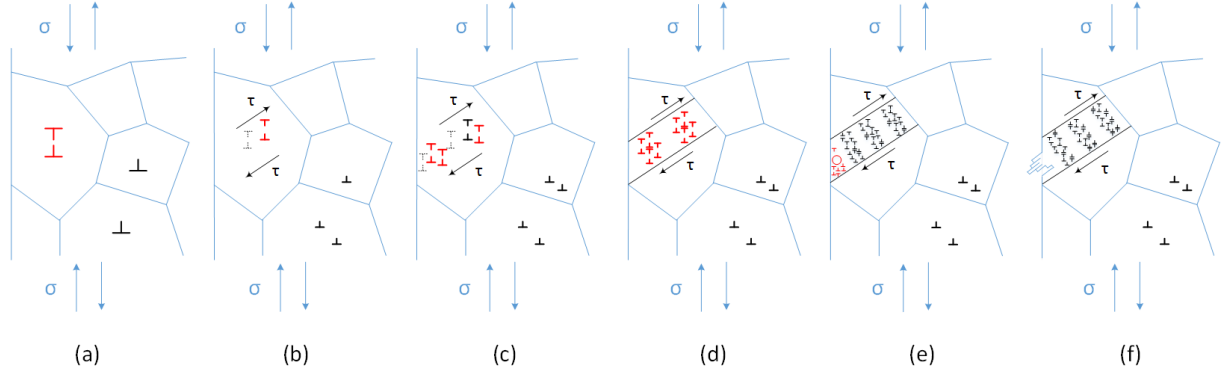 σ σ σ σ σ σ
τ τ τ τ τ
τ τ τ τ τ
σ σ σ σ σ σ
(a) (b) (c) (d) (e) (f)